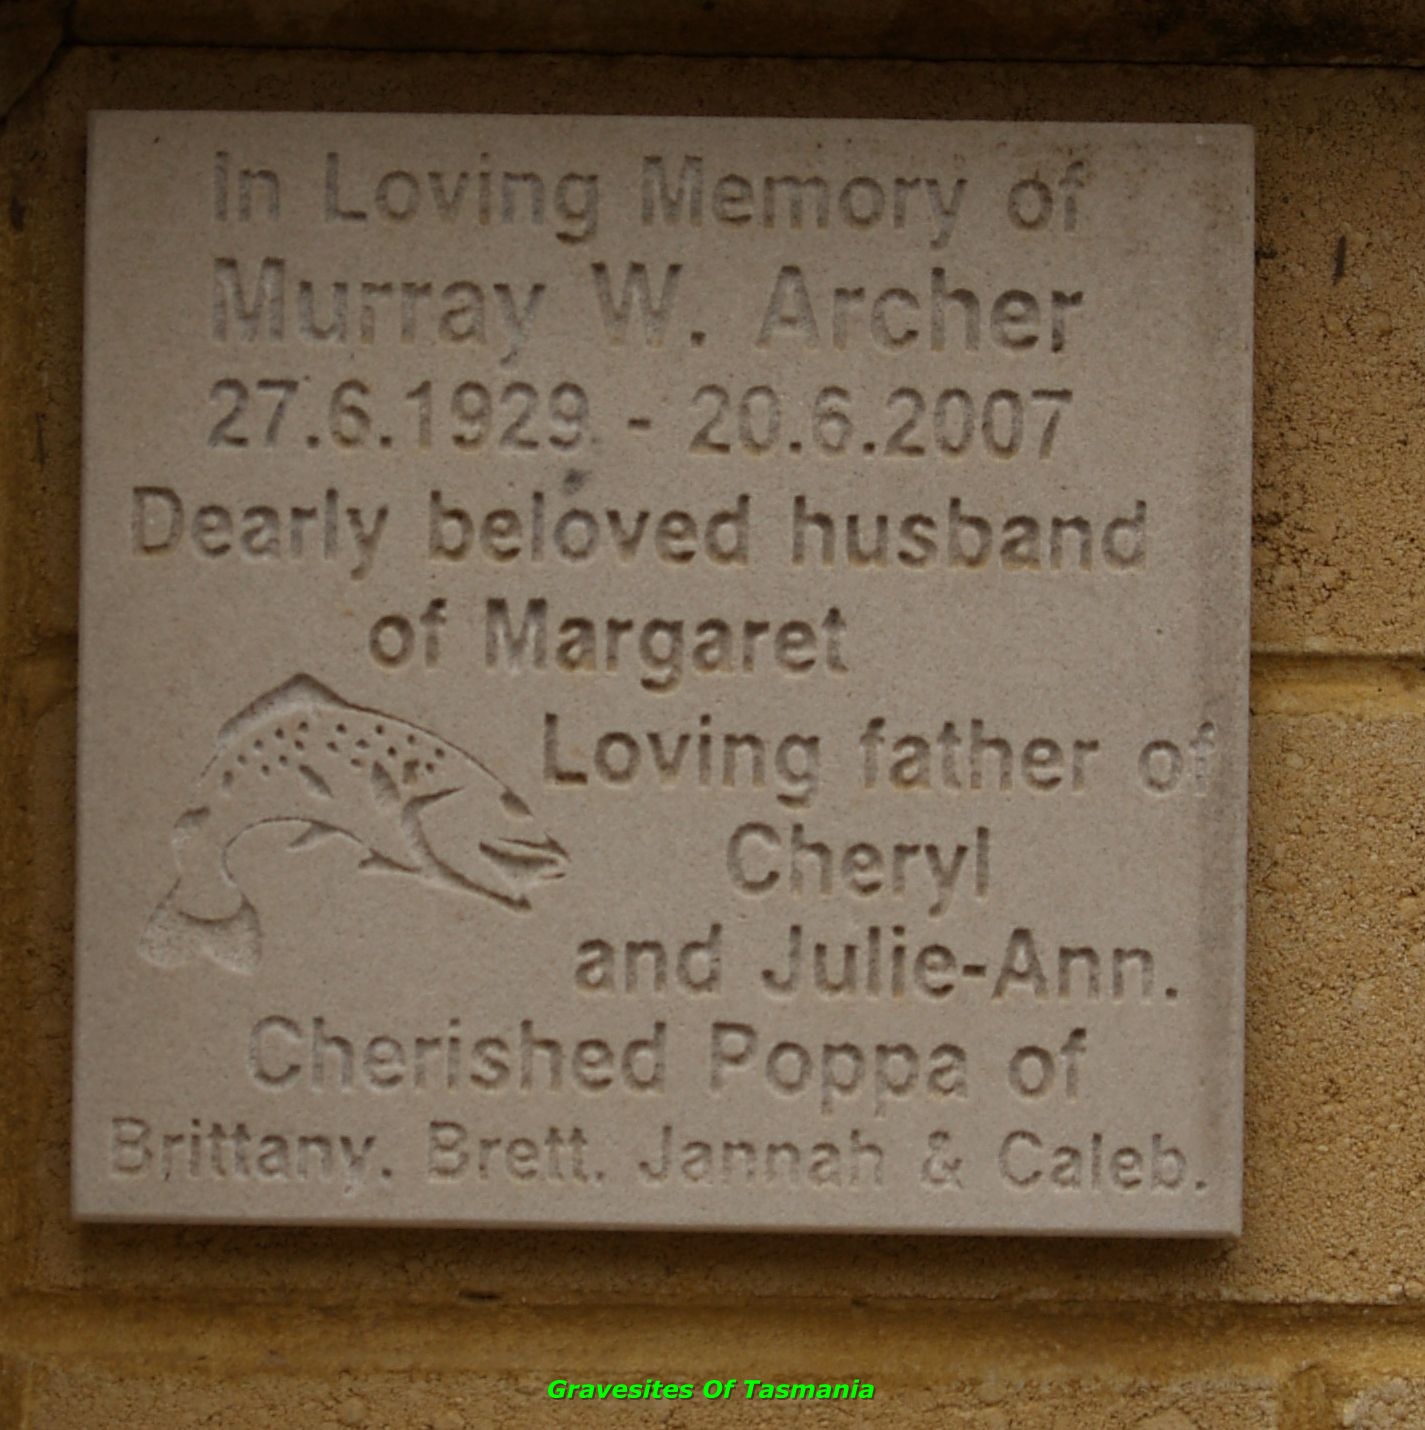 In Loving Memory of
Murray W. Archer
27.6.1929 - 20.6.2007
Dearly beloved husband
of Margaret
Loving father of
Cheryl
and Julie-Ann.
Cherished Poppa of
Brittany. Brett. Jannah & Caleb.
Gravesites Of Tasmania